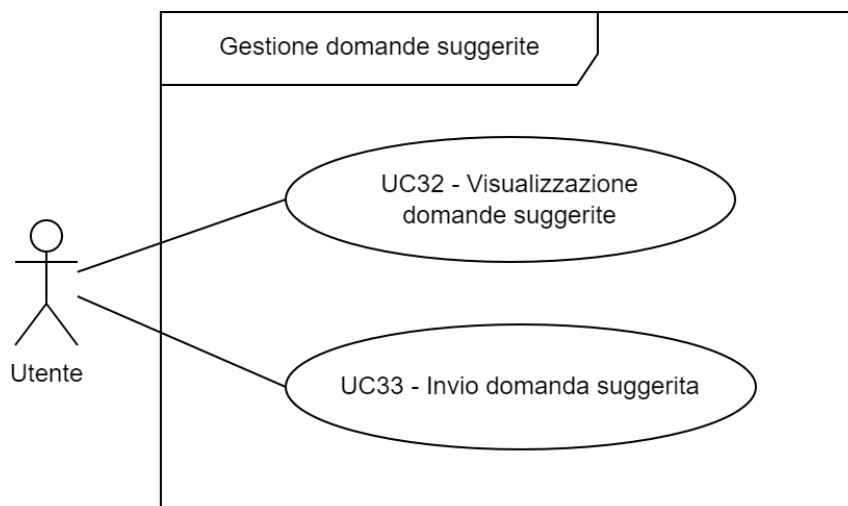 Gestione domande suggerite
UC32 - Visualizzazione
domande suggerite
Utente
UC33 - Invio domanda suggerita